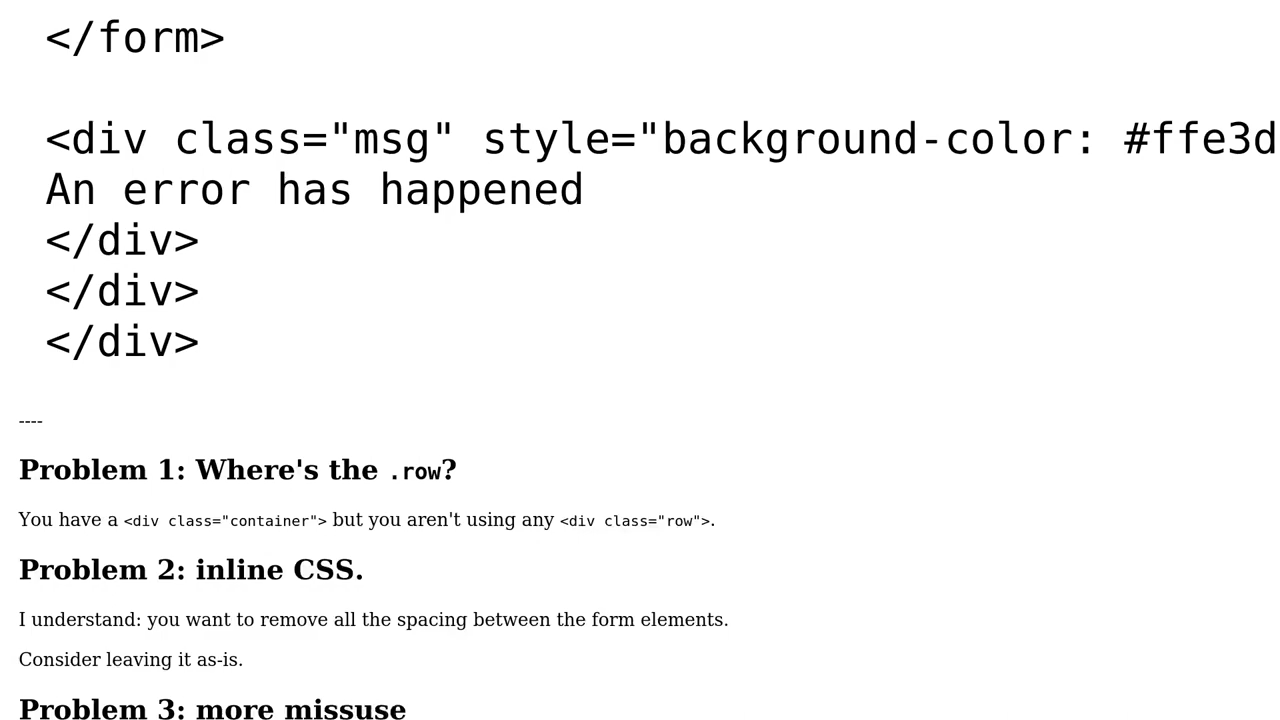 </form>
<div class="msg" style="background-color: #ffe3d
An error has happened
</div>
</div>
</div>
----
Problem 1: Where's the .row?
You have a <div class="container"> but you aren't using any <div class="row">.
Problem 2: inline CSS.
I understand: you want to remove all the spacing between the form elements.
Consider leaving it as-is.
Problem 3: more missuse